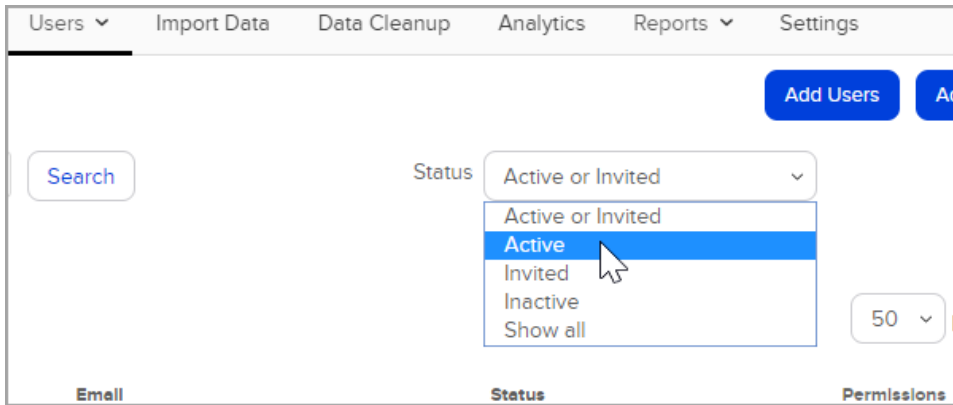 Users Import Data Data Cleanup Analytics Reports Settings
Add Users
Search
Status Active or Invited
Active or Invited
Active
Invited
Inactive
Show all
50
Email Status Permissions